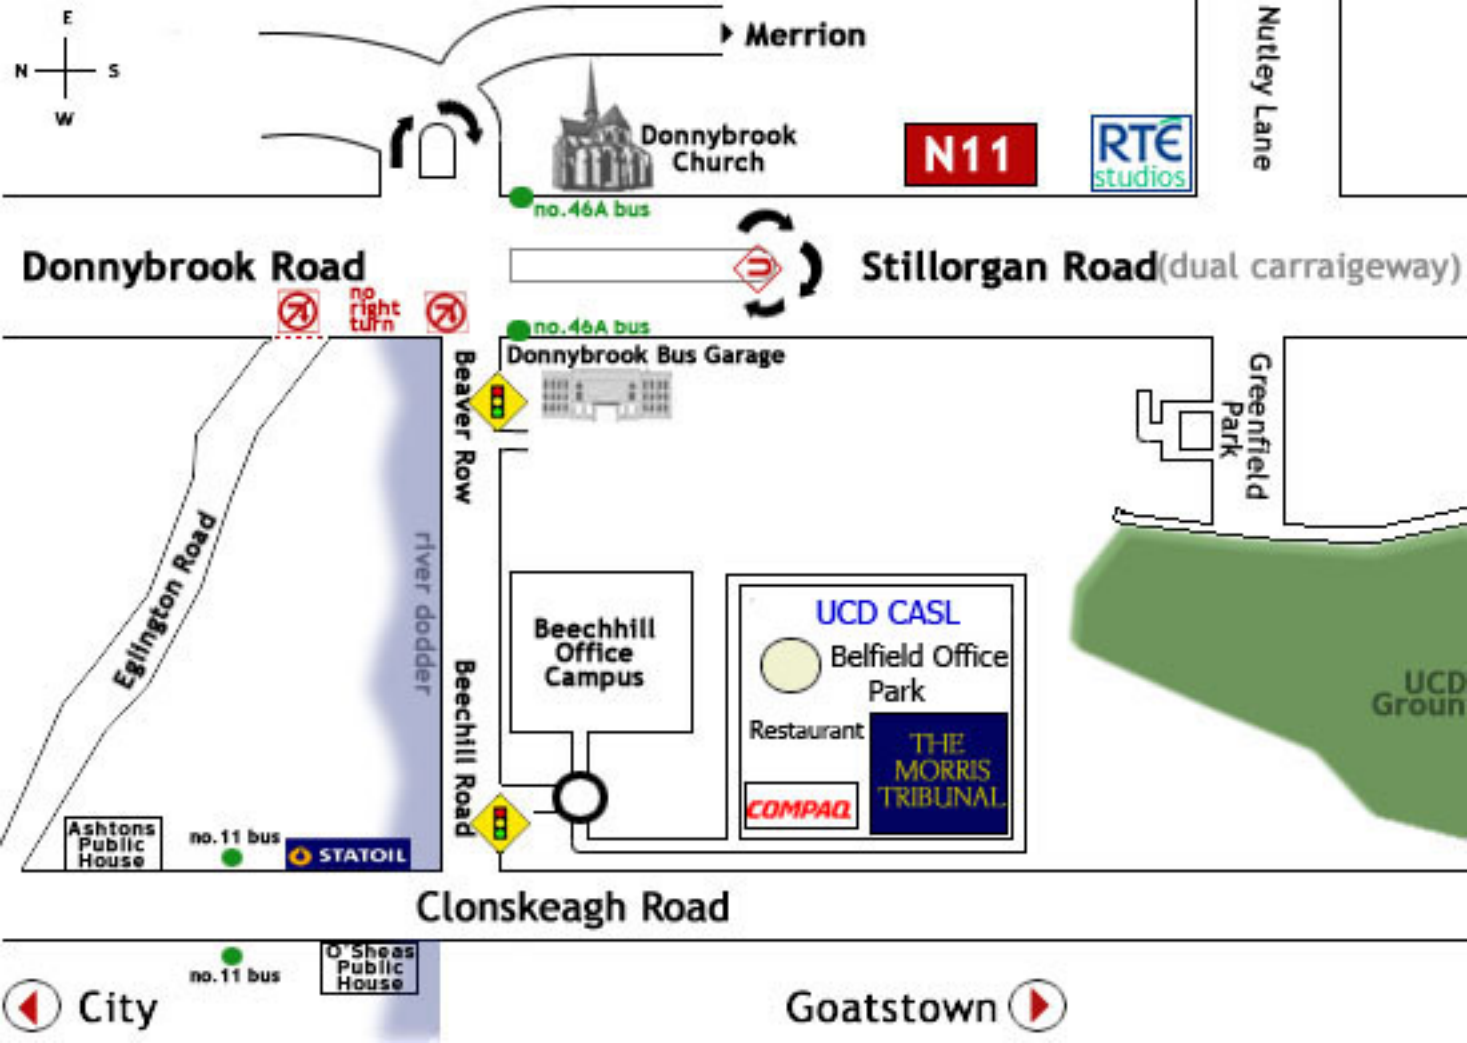 E
N S
W
Merrion
Nutley Lane
Donnybrook
Church
N11
RTÉ
studios
no.46A bus
Donnybrook Road
Stillorgan Road (dual carraigeway)
no
right
turn
no.46A bus
Donnybrook Bus Garage
Beaver Row
Greenfield
Park
Eglington Road
river dodder
Beechhill
Office
Campus
UCD CASL
Belfield Office
Park
Restaurant
THE
MORRIS
TRIBUNAL
COMPAQ
UCD
Groun
Beechill Road
Ashtons
Public
House
no.11 bus
STATOIL
Clonskeagh Road
no.11 bus
O'Sheas
Public
House
City
Goatstown